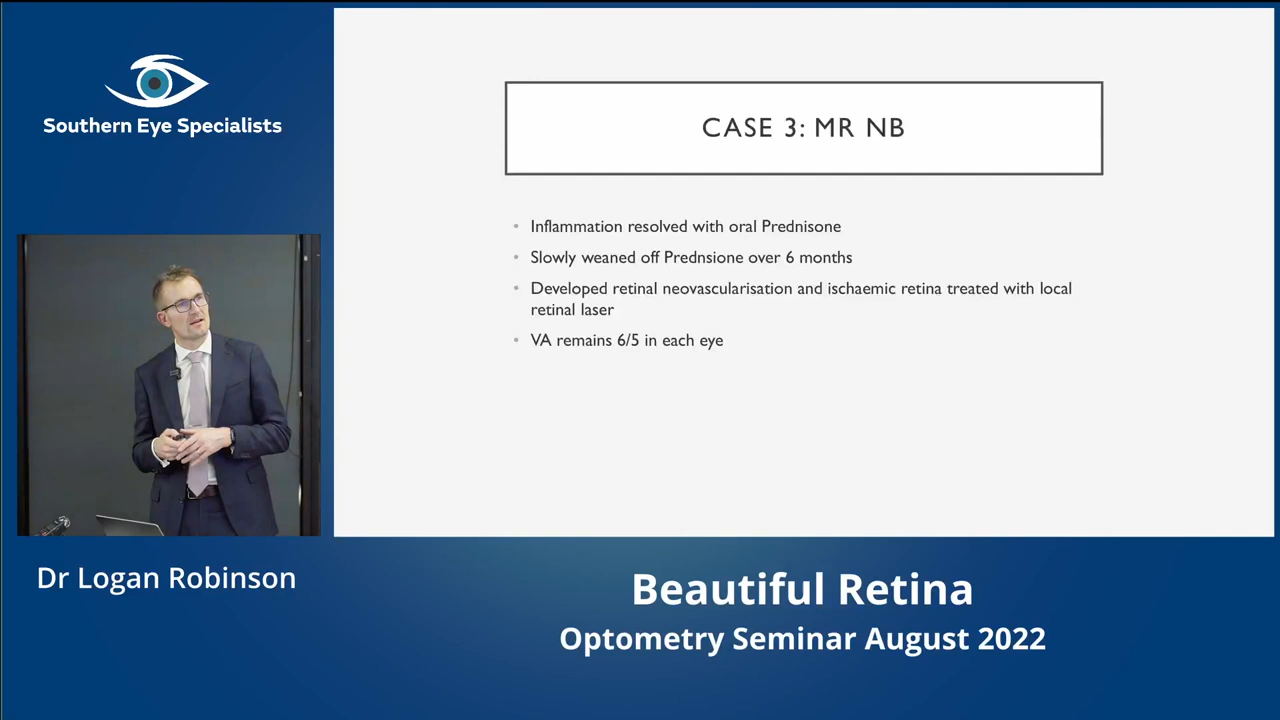 Southern Eye Specialists
CASE 3: MR NB
• Inflammation resolved with oral Prednisone
• Slowly weaned off Prednsione over 6 months
• Developed retinal neovascularisation and ischaemic retina treated with local
retinal laser
• VA remains 6/5 in each eye
Dr Logan Robinson
Beautiful Retina
Optometry Seminar August 2022